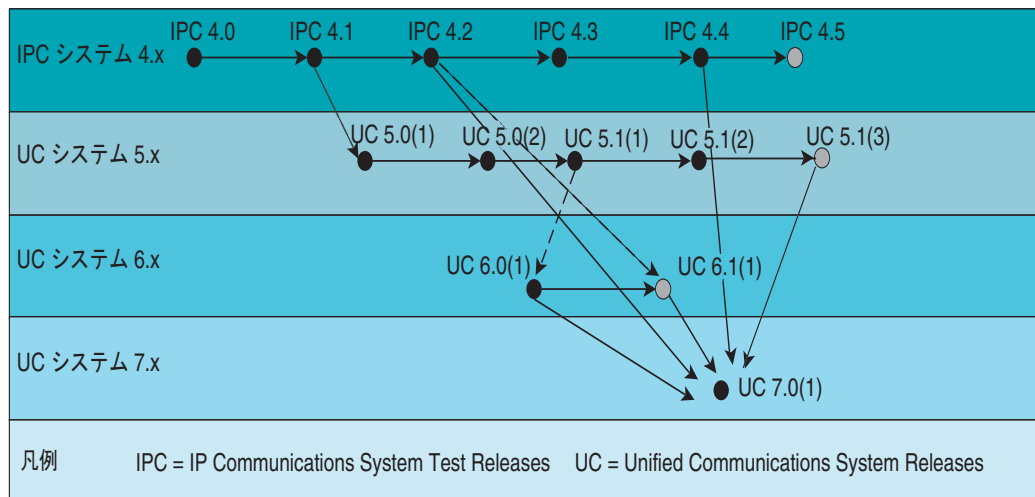 IPC 4.0 IPC 4.1 IPC 4.2 IPC 4.3 IPC 4.4 IPC 4.5
IPC システム 4.x
UC 5.0(1) UC 5.0(2) UC 5.1(1) UC 5.1(2) UC 5.1(3)
UC システム 5.x
UC システム 6.x
UC 6.0(1) UC 6.1(1)
UC システム 7.x
UC 7.0(1)
凡例 IPC = IP Communications System Test Releases UC = Unified Communications System Releases